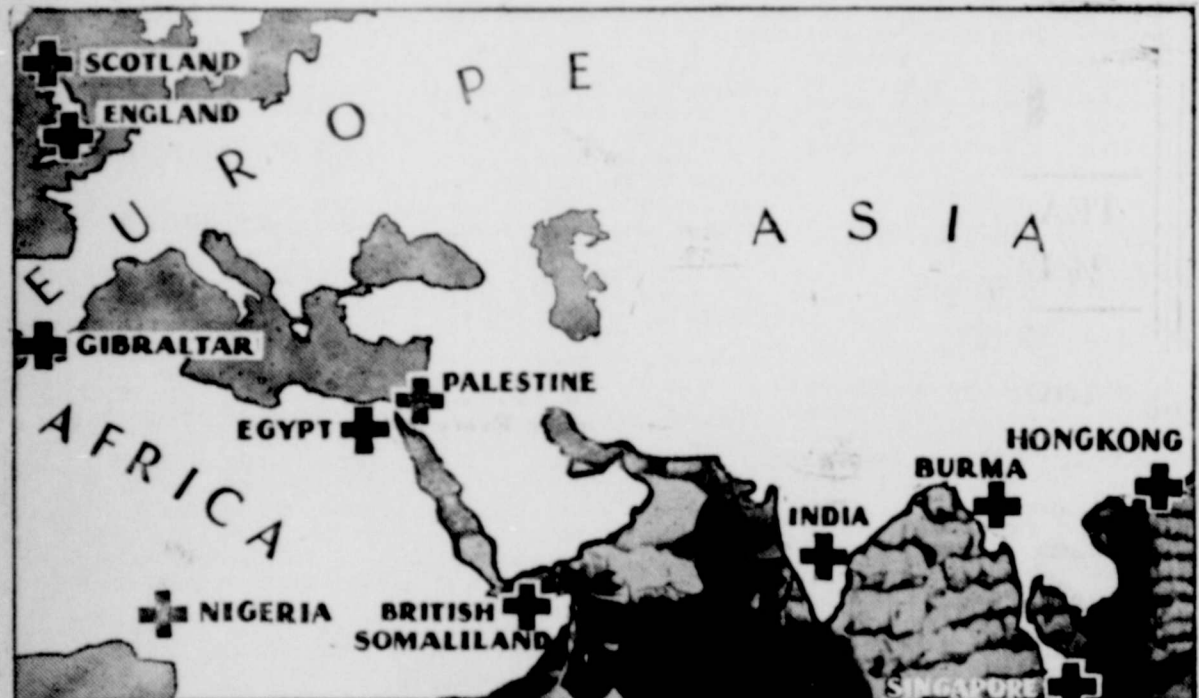 SCOTLAND
ENGLAND
EUROPE
ASIA
GIBRALTAR
PALESTINE
EGYPT
AFRICA
HONGKONG
BURMA
INDIA
NIGERIA
BRITISH
SOMALILAND
SINGAPORE